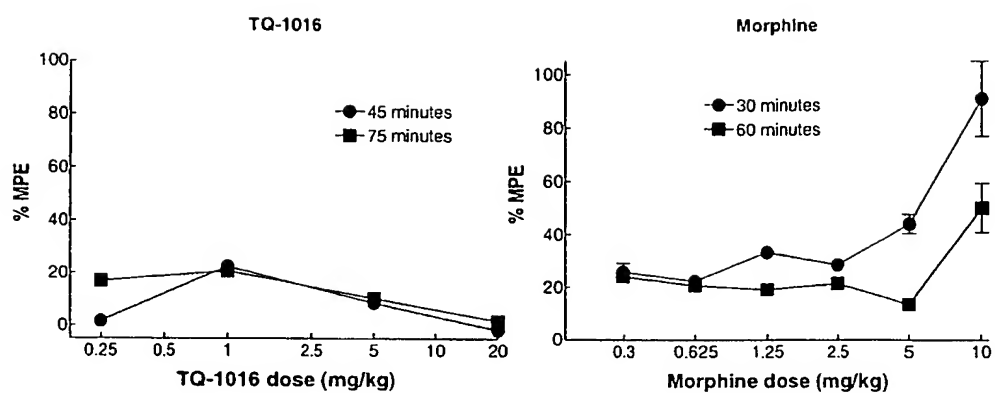 TQ-1016
100
80
60
40
20
0
% MPE
45 minutes
75 minutes
0.25 0.5 1 2.5 5 10 20
TQ-1016 dose (mg/kg)
Morphine
100
80
60
40
20
0
% MPE
30 minutes
60 minutes
0.3 0.625 1.25 2.5 5 10
Morphine dose (mg/kg)